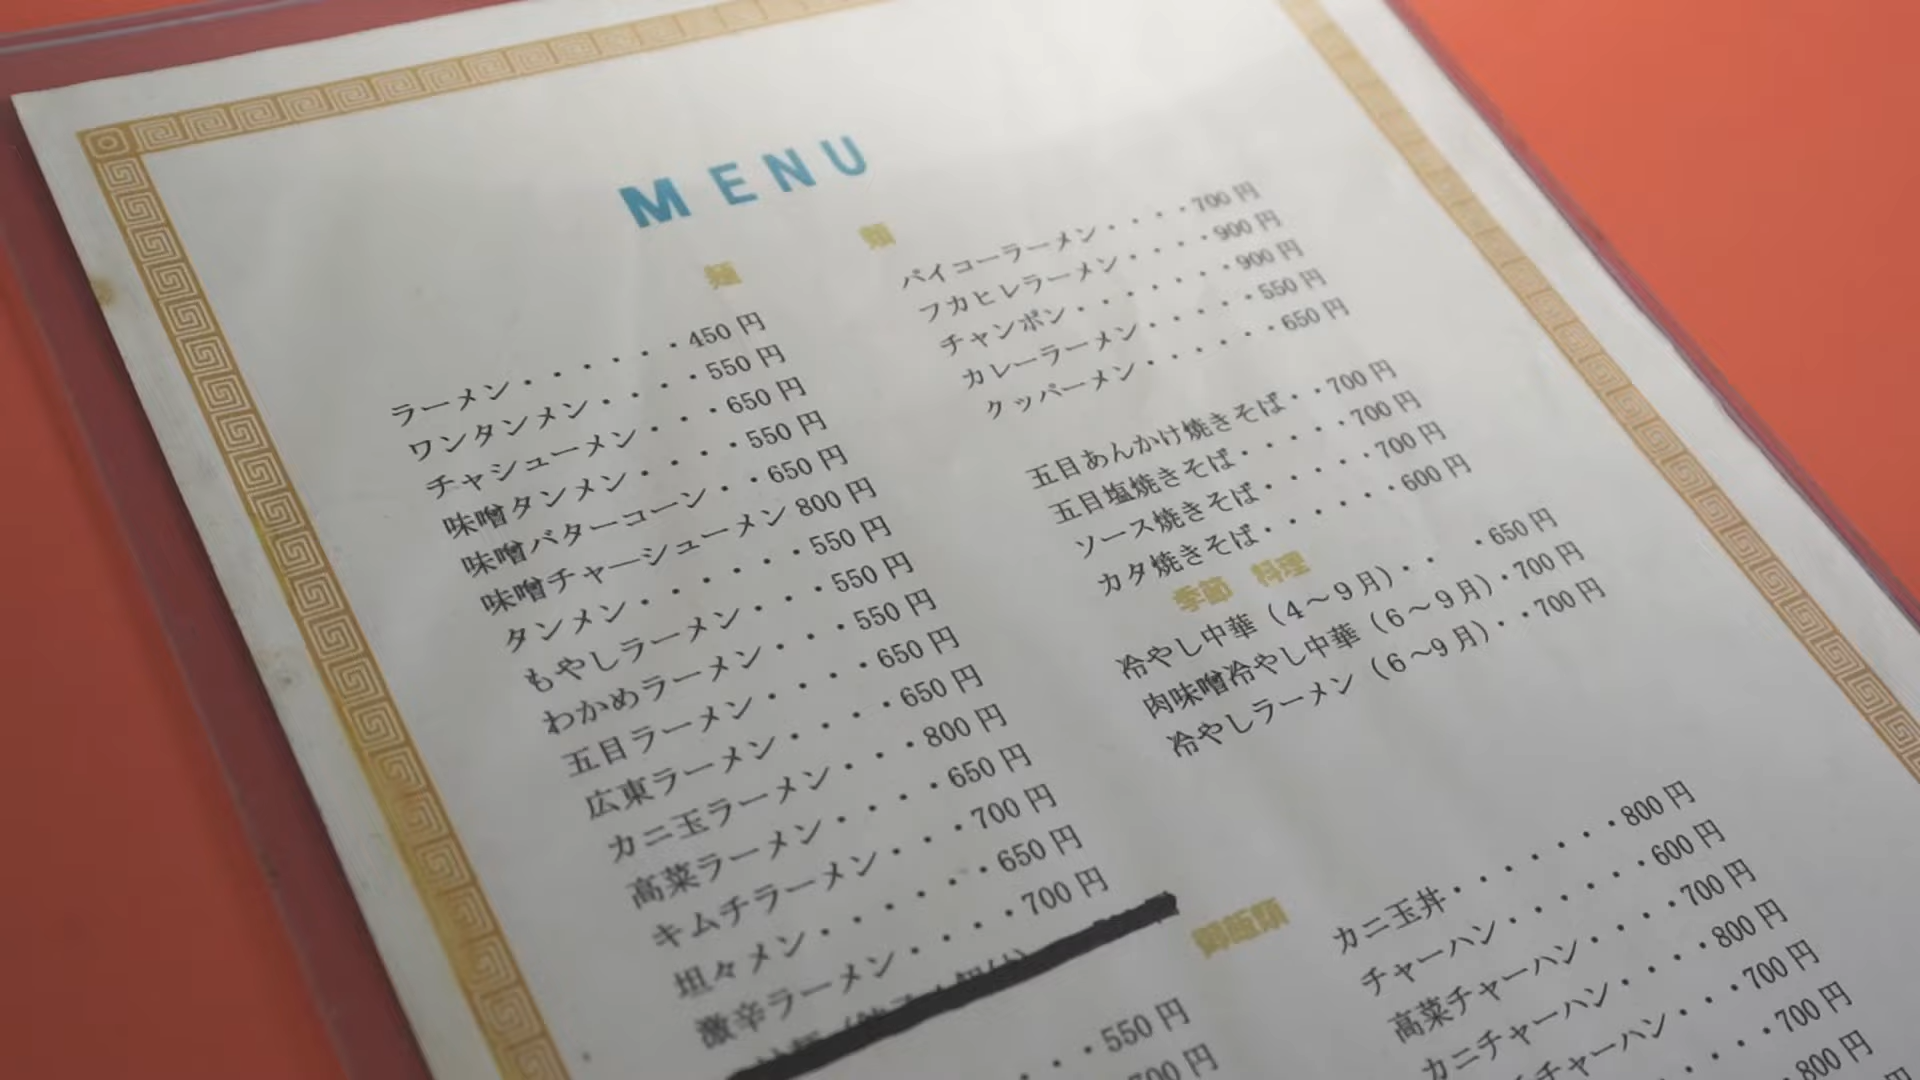 MENU
麺 類
ラーメン・・・・・・・450円
ワンタンメン・・・・・550円
チャシューメン・・・・650円
味噌タンメン・・・・・550円
味噌バターコーン・・650円
味噌チャーシューメン 800円
タンメン・・・・・・・550円
もやしラーメン・・・・550円
わかめラーメン・・・・550円
五目ラーメン・・・・・650円
広東ラーメン・・・・・650円
カニ玉ラーメン・・・・800円
高菜ラーメン・・・・・650円
キムチラーメン・・・・700円
坦々メン・・・・・・・650円
激辛ラーメン・・・・・700円
550円
パイコーラーメン・・・・700円
フカヒレラーメン・・・・900円
チャンポン・・・・・・・900円
カレーラーメン・・・・・550円
クッパーメン・・・・・・650円
五目あんかけ焼きそば・・700円
五目塩焼きそば・・・・・700円
ソース焼きそば・・・・・700円
カタ焼きそば・・・・・・600円
季節 料理
冷やし中華（4～9月）・・ ・650円
肉味噌冷やし中華（6～9月）・700円
冷やしラーメン（6～9月）・・700円
御飯類
カニ玉丼・・・・・・・800円
チャーハン・・・・・・600円
高菜チャーハン・・・・700円
カニチャーハン・・・・800円
チャーハン・・・700円
700円
800円